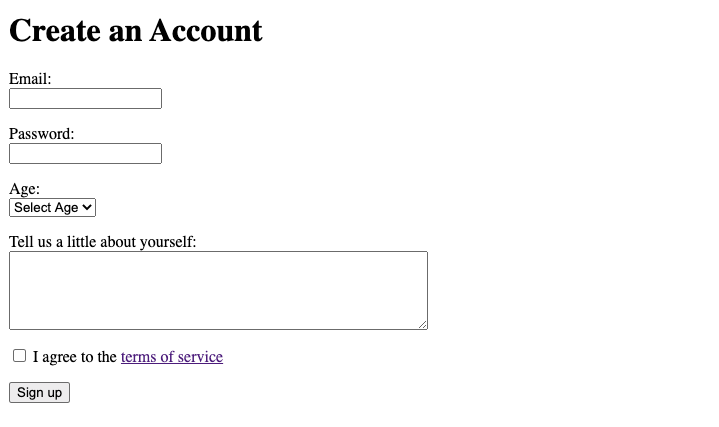 Create an Account
Email:
Password:
Age:
Select Age
Tell us a little about yourself:
I agree to the terms of service
Sign up